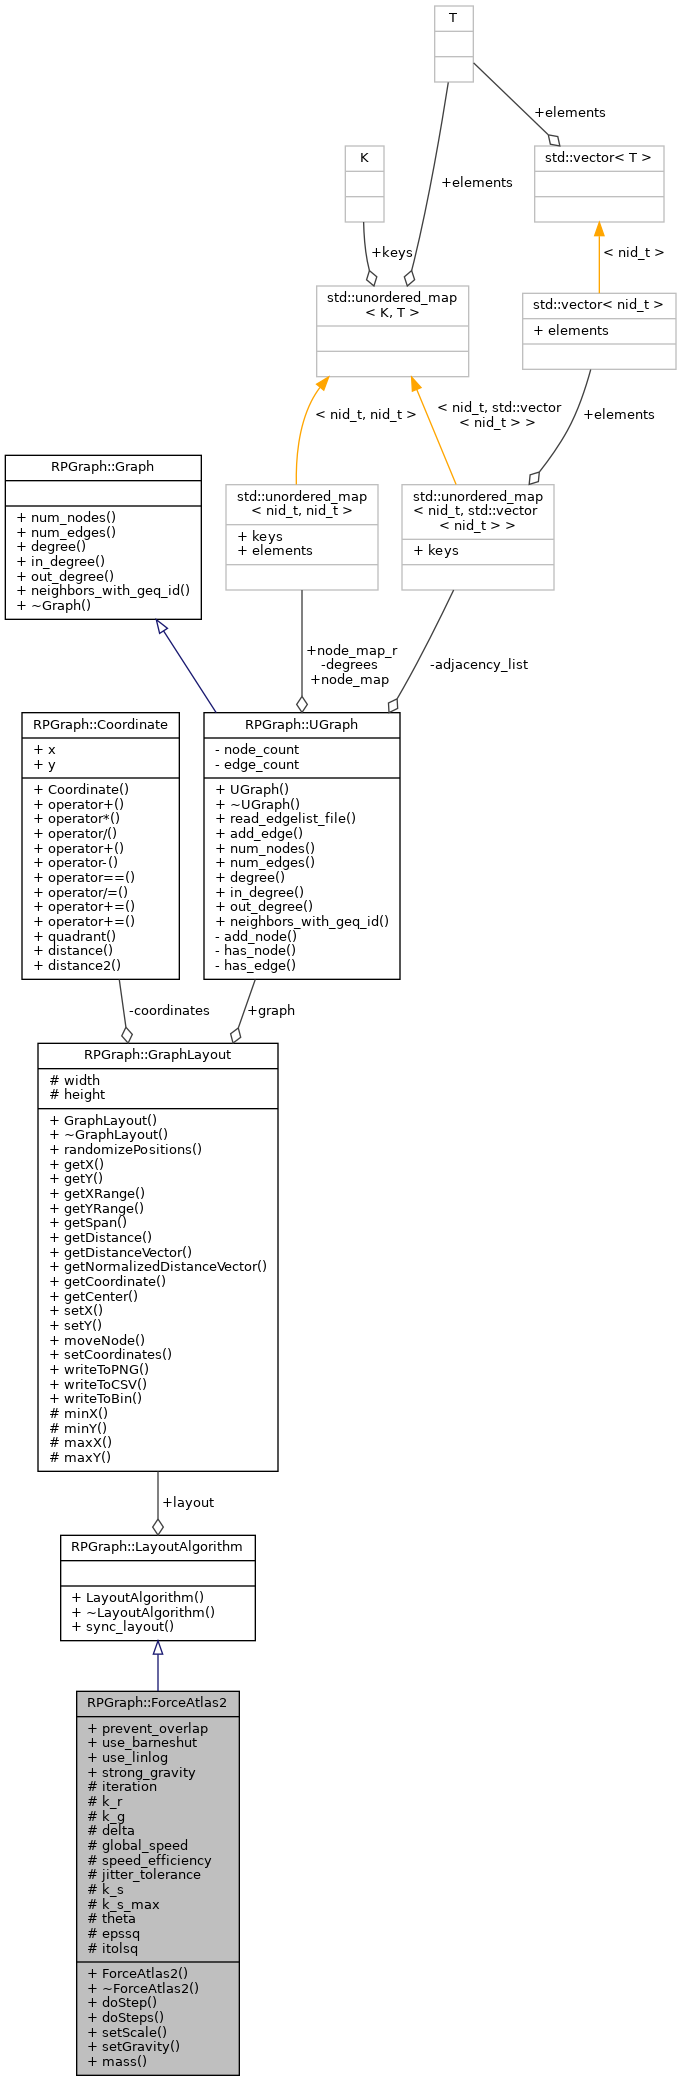 T
+elements
K
std::vector< T >
+elements
+keys
< nid_t >
std::unordered_map
< K, T >
std::vector< nid_t >
+ elements
< nid_t, nid_t >
< nid_t, std::vector
< nid_t > >
+elements
RPGraph::Graph
+ num_nodes()
+ num_edges()
+ degree()
+ in_degree()
+ out_degree()
+ neighbors_with_geq_id()
+ ~Graph()
std::unordered_map
< nid_t, nid_t >
+ keys
+ elements
std::unordered_map
< nid_t, std::vector
< nid_t > >
+ keys
+node_map_r
-degrees
+node_map
-adjacency_list
RPGraph::Coordinate
+ x
+ y
+ Coordinate()
+ operator+()
+ operator*()
+ operator/()
+ operator+()
+ operator-()
+ operator==()
+ operator/=()
+ operator+=()
+ operator+=()
+ quadrant()
+ distance()
+ distance2()
RPGraph::UGraph
- node_count
- edge_count
+ UGraph()
+ ~UGraph()
+ read_edgelist_file()
+ add_edge()
+ num_nodes()
+ num_edges()
+ degree()
+ in_degree()
+ out_degree()
+ neighbors_with_geq_id()
- add_node()
- has_node()
- has_edge()
-coordinates
+graph
RPGraph::GraphLayout
# width
# height
+ GraphLayout()
+ ~GraphLayout()
+ randomizePositions()
+ getX()
+ getY()
+ getXRange()
+ getYRange()
+ getSpan()
+ getDistance()
+ getDistanceVector()
+ getNormalizedDistanceVector()
+ getCoordinate()
+ getCenter()
+ setX()
+ setY()
+ moveNode()
+ setCoordinates()
+ writeToPNG()
+ writeToCSV()
+ writeToBin()
# minX()
# minY()
# maxX()
# maxY()
+layout
RPGraph::LayoutAlgorithm
+ LayoutAlgorithm()
+ ~LayoutAlgorithm()
+ sync_layout()
RPGraph::ForceAtlas2
+ prevent_overlap
+ use_barneshut
+ use_linlog
+ strong_gravity
# iteration
# k_r
# k_g
# delta
# global_speed
# speed_efficiency
# jitter_tolerance
# k_s
# k_s_max
# theta
# epssq
# itolsq
+ ForceAtlas2()
+ ~ForceAtlas2()
+ doStep()
+ doSteps()
+ setScale()
+ setGravity()
+ mass()